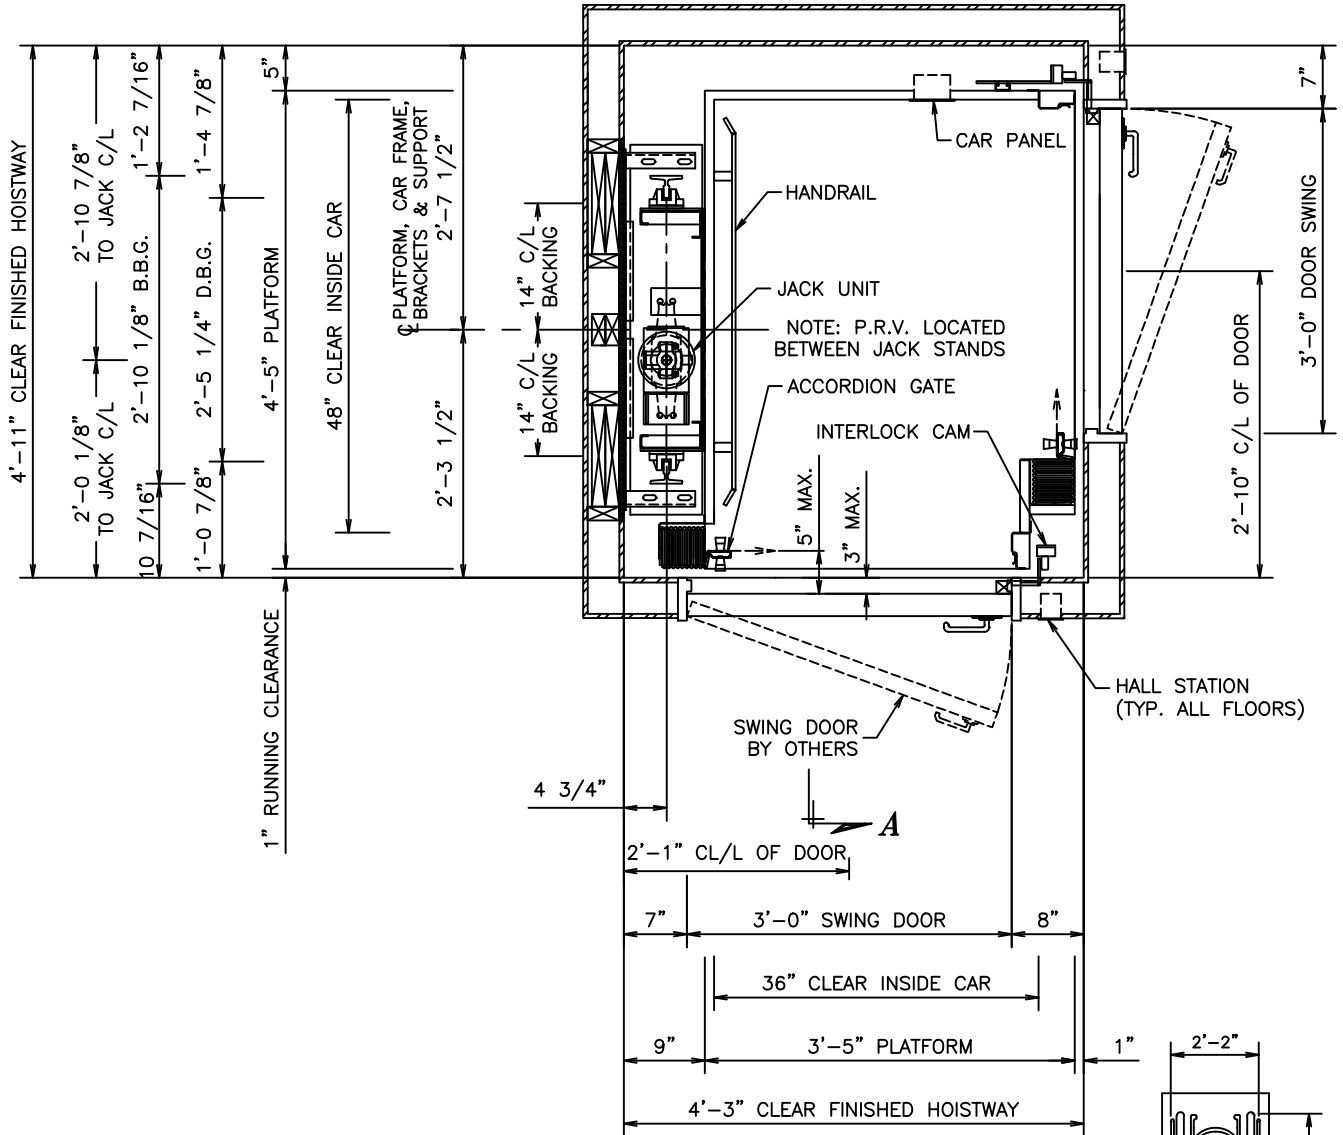 4'-11" CLEAR FINISHED HOISTWAY
2'-10 7/8"
TO JACK C/L
2'-0 1/8"
TO JACK C/L
1'-2 7/16"
2'-10 1/8" B.B.G.
10 7/16"
1'-4 7/8"
2'-5 1/4" D.B.G.
1'-0 7/8"
5"
4'-5" PLATFORM
1" RUNNING CLEARANCE
48" CLEAR INSIDE CAR
℄ PLATFORM, CAR FRAME,
BRACKETS & SUPPORT
2'-7 1/2"
2'-3 1/2"
14" C/L
BACKING
14" C/L
BACKING
CAR PANEL
HANDRAIL
JACK UNIT
NOTE: P.R.V. LOCATED
BETWEEN JACK STANDS
ACCORDION GATE
INTERLOCK CAM
5" MAX.
3" MAX.
7"
3'-0" DOOR SWING
2'-10" C/L OF DOOR
HALL STATION
(TYP. ALL FLOORS)
SWING DOOR
BY OTHERS
4 3/4"
A
2'-1" CL/L OF DOOR
7"
3'-0" SWING DOOR
8"
36" CLEAR INSIDE CAR
9"
3'-5" PLATFORM
1"
2'-2"
4'-3" CLEAR FINISHED HOISTWAY